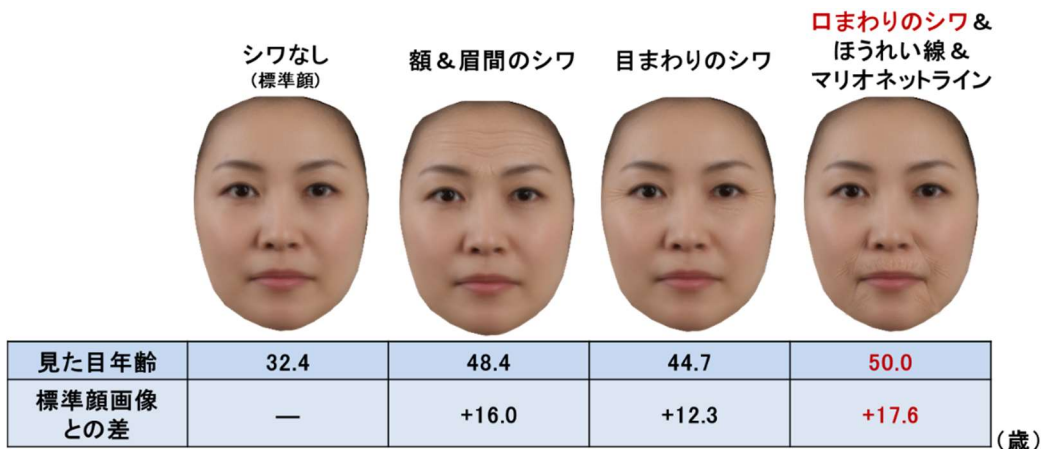 シワなし
(標準顔)
額&眉間のシワ
目まわりのシワ
口まわりのシワ&
ほうれい線&
マリオネットライン
見た目年齢 32.4 48.4 44.7 50.0
標準顔画像
との差 — +16.0 +12.3 +17.6
(歳)